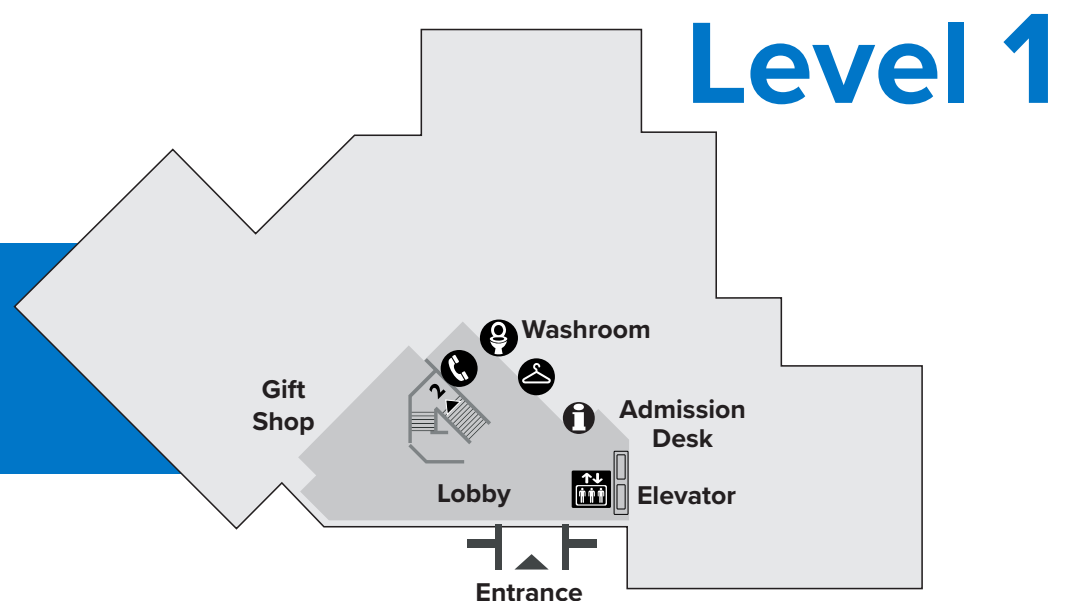 Level 1
Washroom
Gift
Shop
2
Admission
Desk
Lobby
Elevator
Entrance